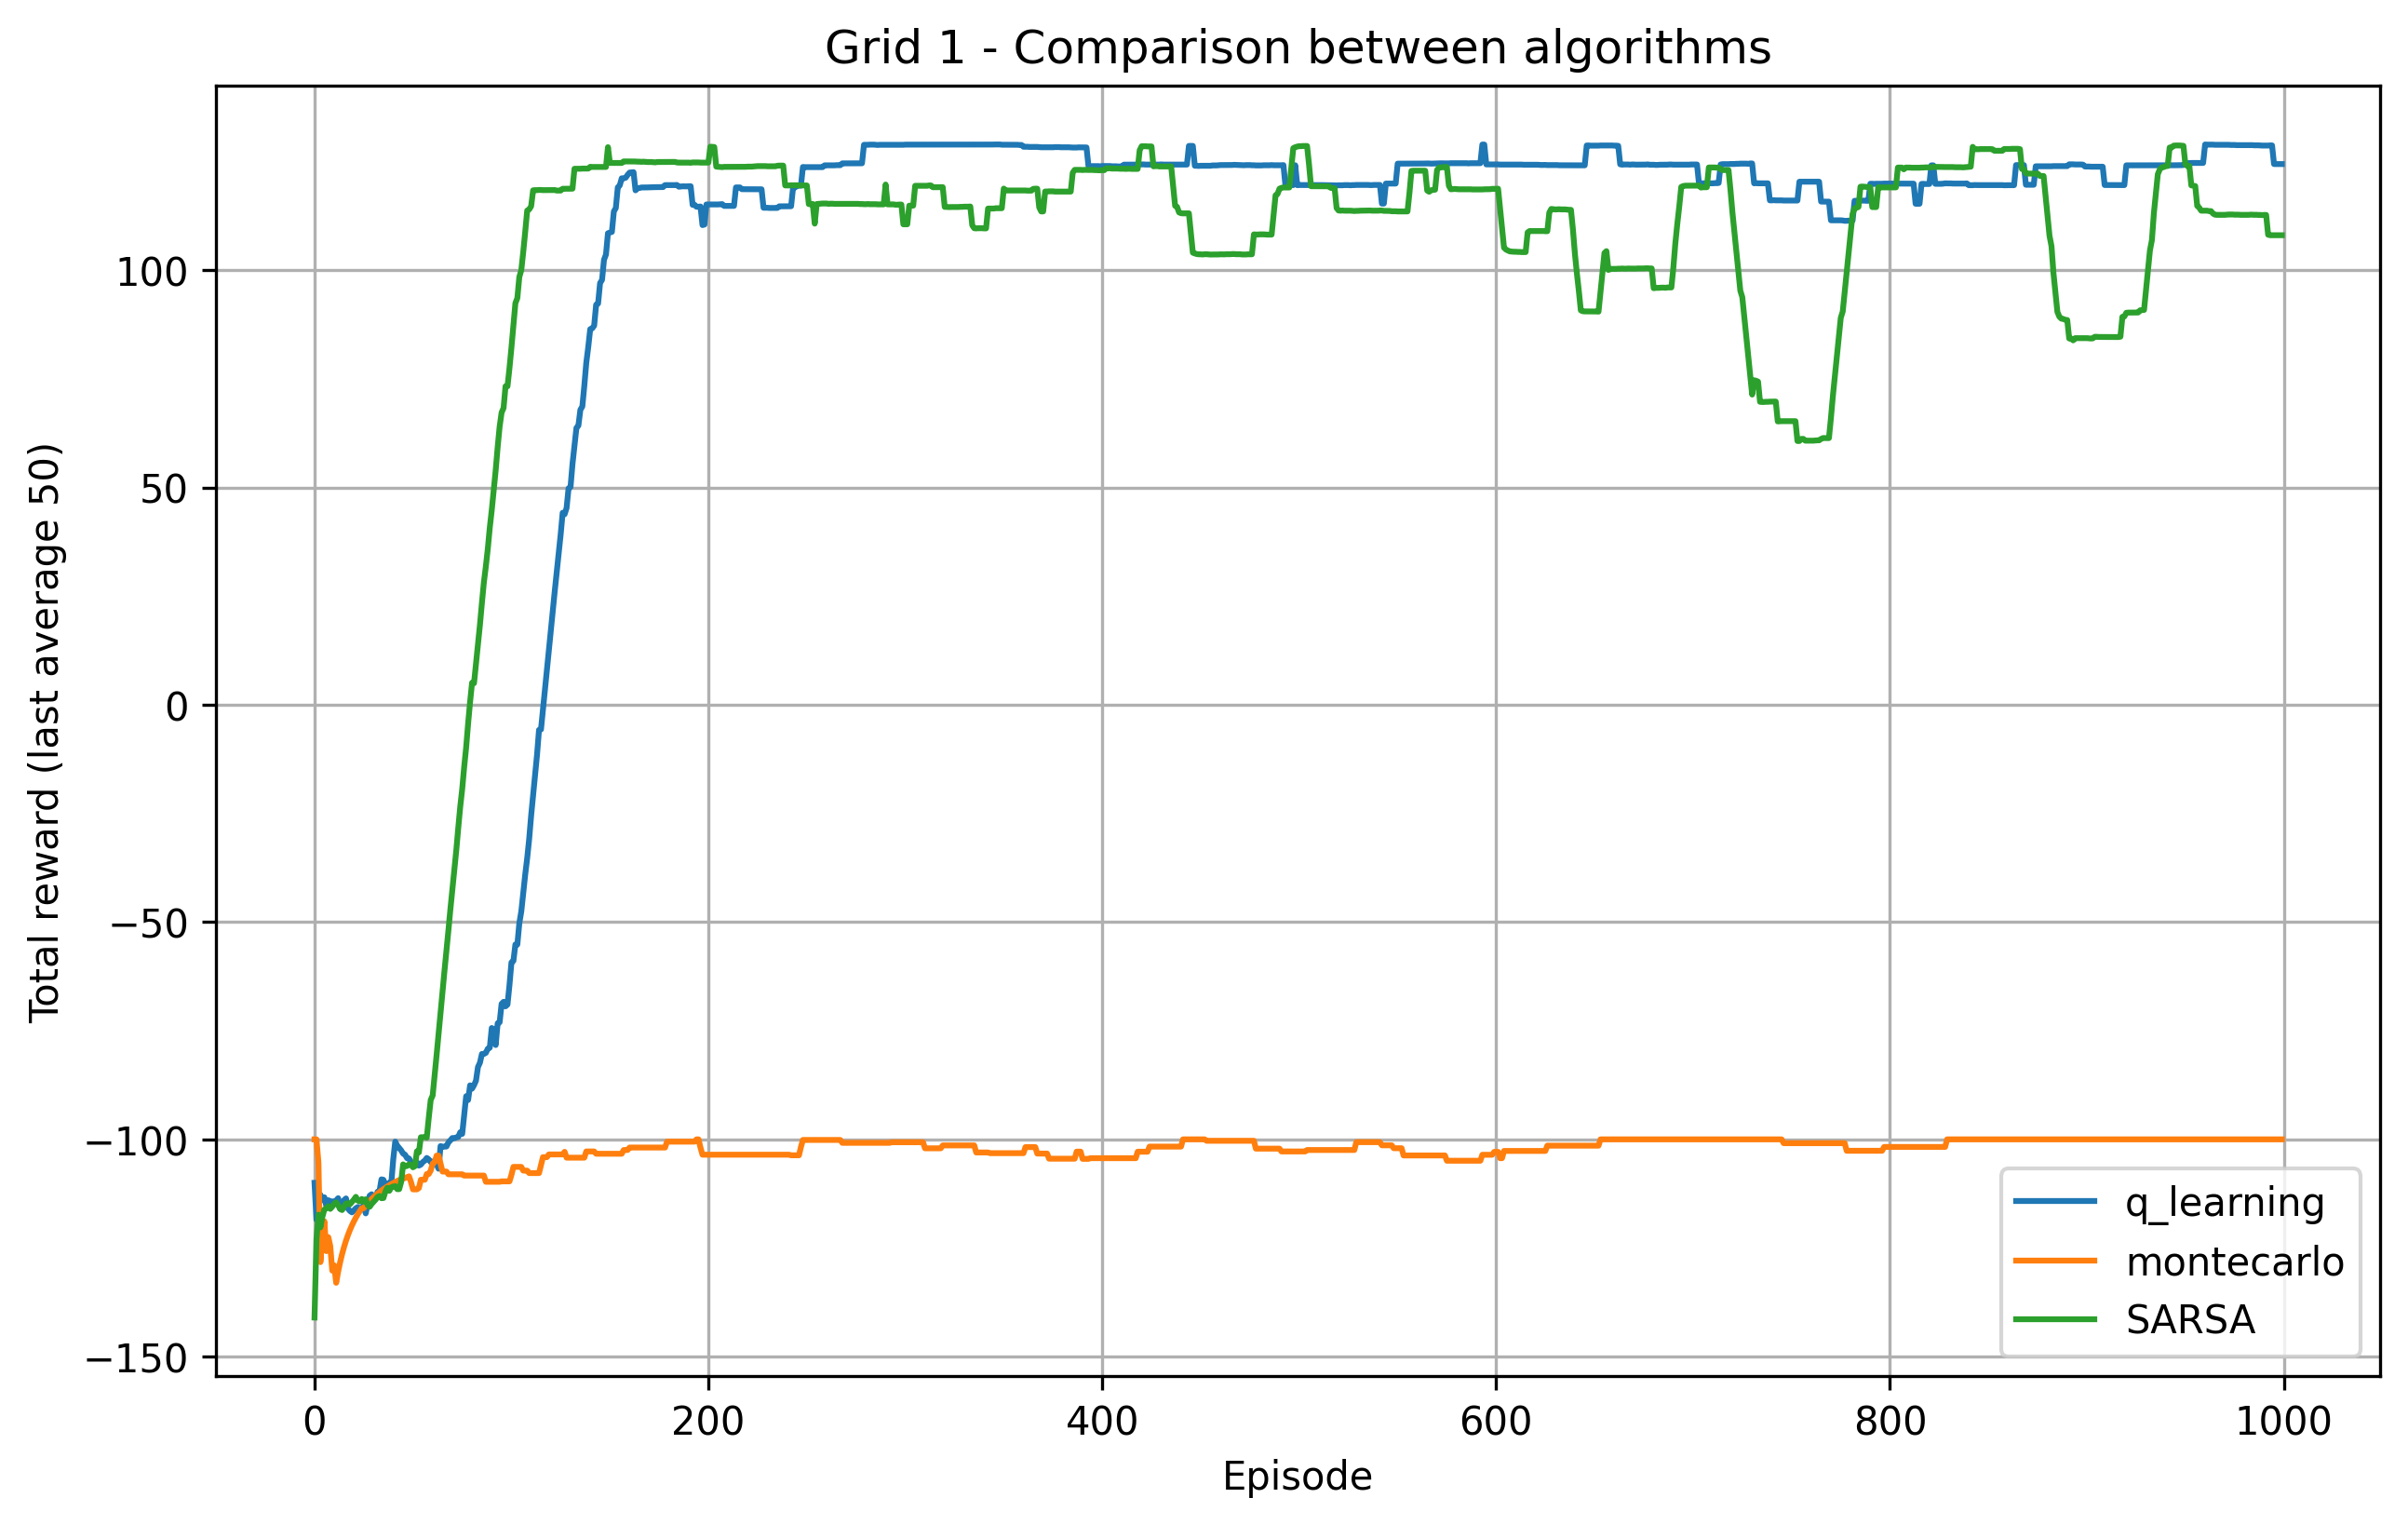 Grid 1 - Comparison between algorithms
Total reward (last average 50)
100
50
0
−50
−100
−150
0
200
400
600
800
1000
Episode
q_learning
montecarlo
SARSA